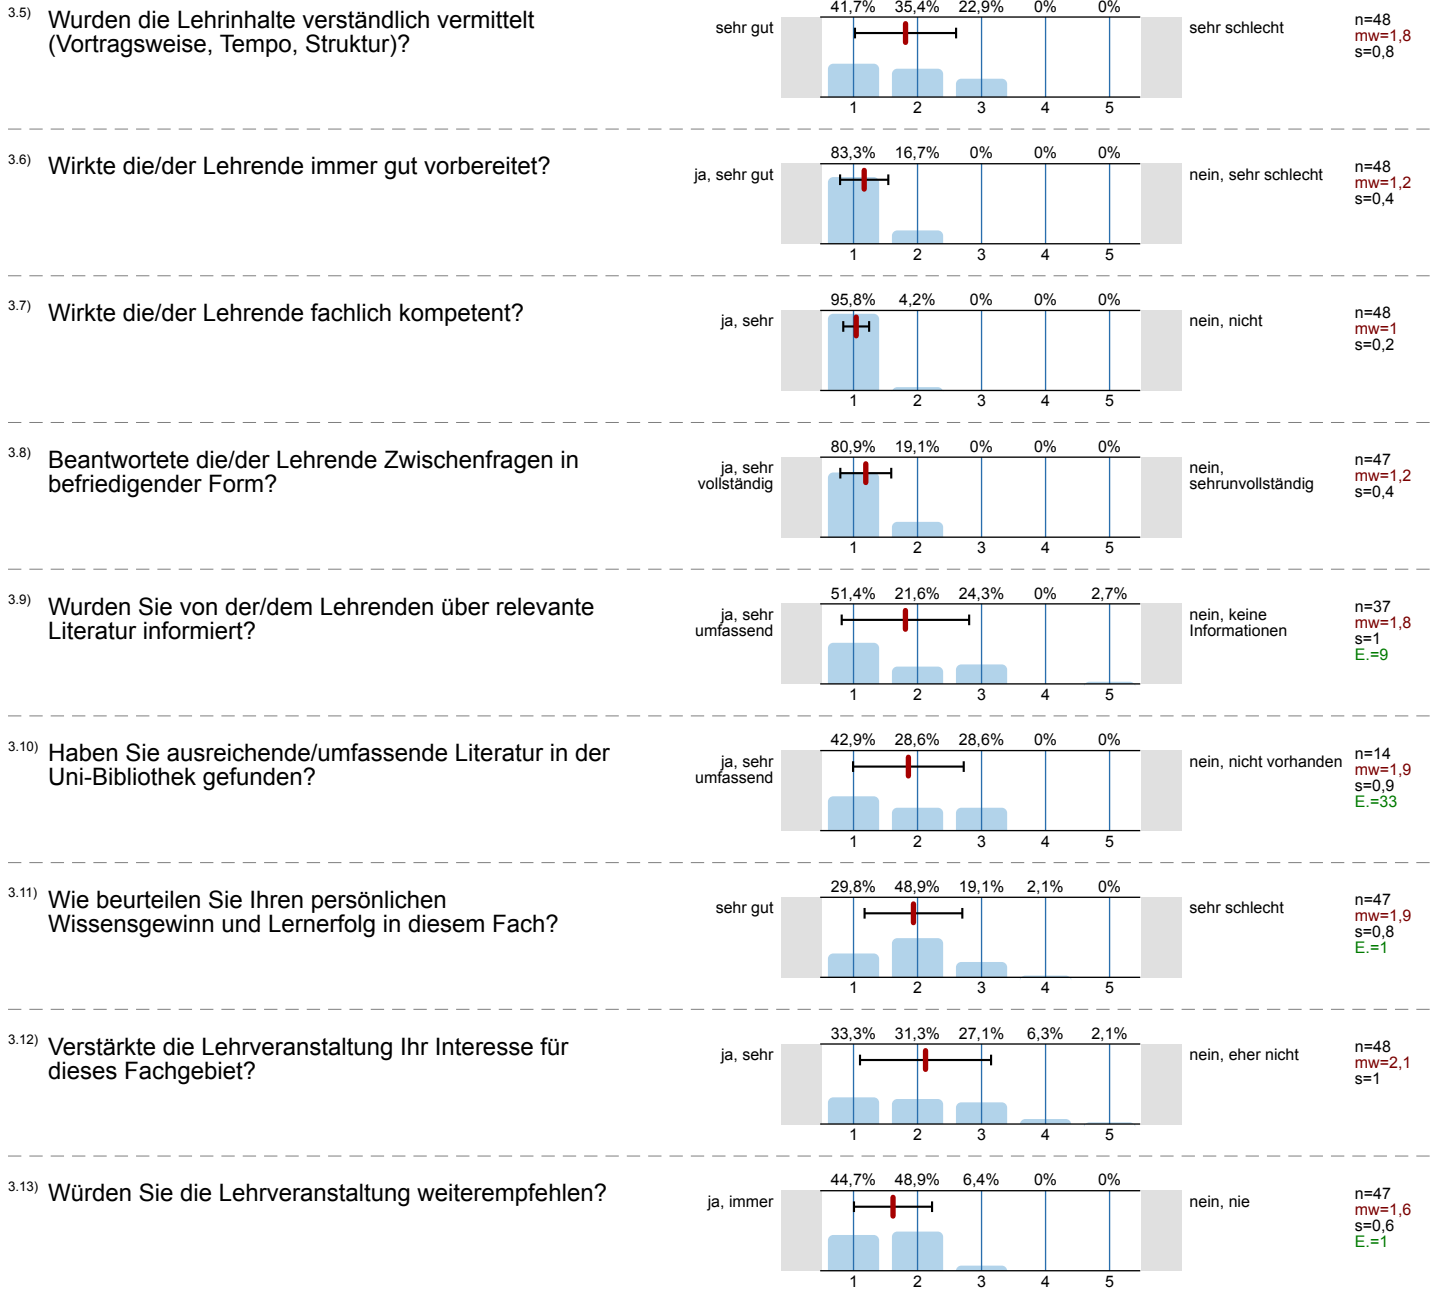 3.5) Wurden die Lehrinhalte verständlich vermittelt
(Vortragsweise, Tempo, Struktur)?
41,7% 35,4% 22,9% 0% 0%
sehr gut
sehr schlecht
n=48
mw=1,8
s=0,8
1 2 3 4 5
3.6) Wirkte die/der Lehrende immer gut vorbereitet?
83,3% 16,7% 0% 0% 0%
ja, sehr gut
nein, sehr schlecht
n=48
mw=1,2
s=0,4
1 2 3 4 5
3.7) Wirkte die/der Lehrende fachlich kompetent?
95,8% 4,2% 0% 0% 0%
ja, sehr
nein, nicht
n=48
mw=1
s=0,2
1 2 3 4 5
3.8) Beantwortete die/der Lehrende Zwischenfragen in
befriedigender Form?
80,9% 19,1% 0% 0% 0%
ja, sehr
vollständig
nein,
sehrunvollständig
n=47
mw=1,2
s=0,4
1 2 3 4 5
3.9) Wurden Sie von der/dem Lehrenden über relevante
Literatur informiert?
51,4% 21,6% 24,3% 0% 2,7%
ja, sehr
umfassend
nein, keine
Informationen
n=37
mw=1,8
s=1
E.=9
1 2 3 4 5
3.10) Haben Sie ausreichende/umfassende Literatur in der
Uni-Bibliothek gefunden?
42,9% 28,6% 28,6% 0% 0%
ja, sehr
umfassend
nein, nicht vorhanden
n=14
mw=1,9
s=0,9
E.=33
1 2 3 4 5
3.11) Wie beurteilen Sie Ihren persönlichen
Wissensgewinn und Lernerfolg in diesem Fach?
29,8% 48,9% 19,1% 2,1% 0%
sehr gut
sehr schlecht
n=47
mw=1,9
s=0,8
E.=1
1 2 3 4 5
3.12) Verstärkte die Lehrveranstaltung Ihr Interesse für
dieses Fachgebiet?
33,3% 31,3% 27,1% 6,3% 2,1%
ja, sehr
nein, eher nicht
n=48
mw=2,1
s=1
1 2 3 4 5
3.13) Würden Sie die Lehrveranstaltung weiterempfehlen?
44,7% 48,9% 6,4% 0% 0%
ja, immer
nein, nie
n=47
mw=1,6
s=0,6
E.=1
1 2 3 4 5